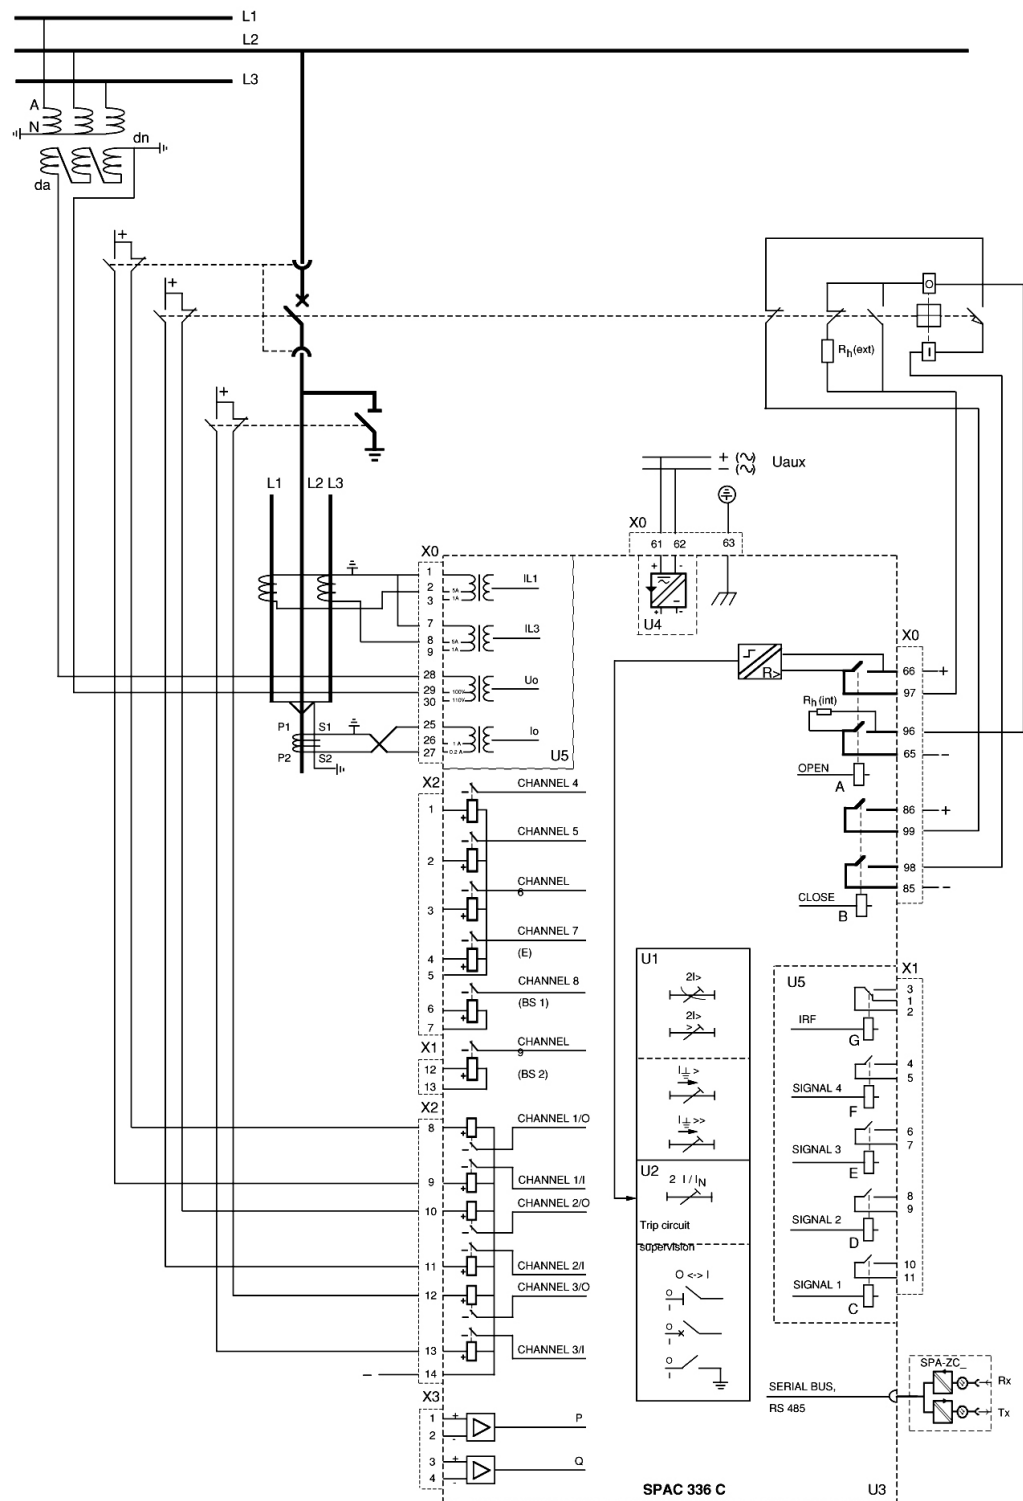 L1
L2
L3
A
N
dn
da
+
+
+
O
Rh(ext)
I
L1
L2 L3
+ (~)
- (~)
Uaux
X0
61 62 63
+ -
+ -
U4
X0
1
2
3
5A
1A
IL1
7
8
9
5A
1A
IL3
28
29
30
100V
110V
Uo
25
26
27
1 A
0.2 A
Io
U5
P1 S1
P2 S2
X0
R>
66 +
97
Rh(int)
96
65 -
OPEN
A
86 +
99
98
85 -
CLOSE
B
X2
CHANNEL 4
1
CHANNEL 5
2
CHANNEL
6
3
CHANNEL 7
(E)
4
5
CHANNEL 8
(BS 1)
6
7
X1
CHANNEL
9
(BS 2)
12
13
X2
8
CHANNEL 1/O
9
CHANNEL 1/I
10
CHANNEL 2/O
11
CHANNEL 2/I
12
CHANNEL 3/O
13
CHANNEL 3/I
- 14
X3
1 +
2 -
P
3 +
4 -
Q
U1
2I>
2I>
>
I >
I >>
U2
2 I / IN
Trip circuit
supervision
O <-> I
O
O
O
U5
X1
3
1
2
IRF
G
4
5
SIGNAL 4
F
6
7
SIGNAL 3
E
8
9
SIGNAL 2
D
10
11
SIGNAL 1
C
SPA-ZC_
Rx
Tx
SERIAL BUS,
RS 485
SPAC 336 C
U3